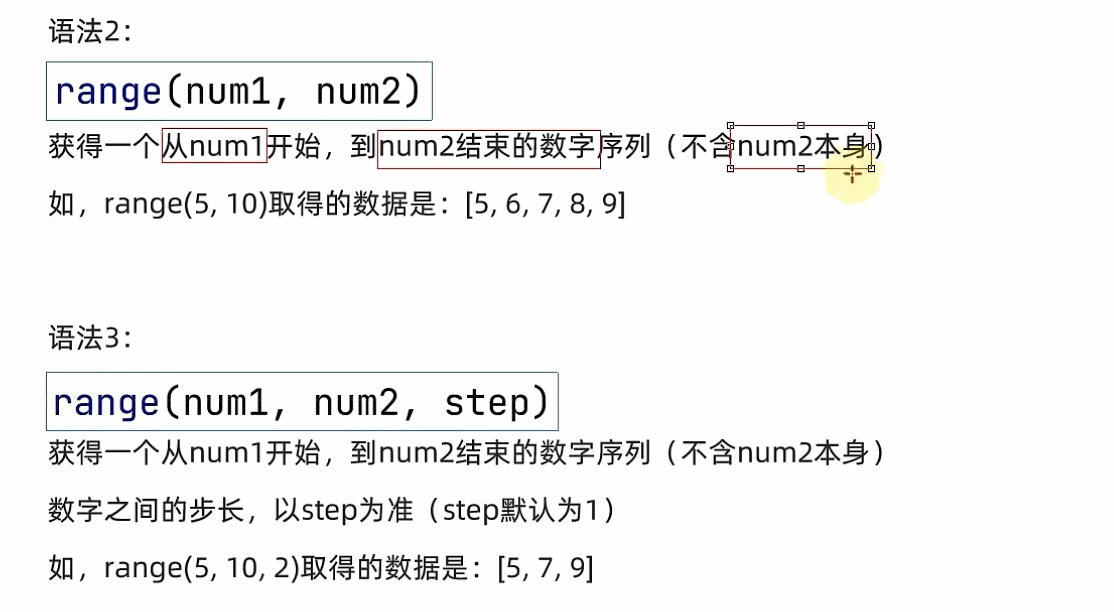 语法2：
range(num1, num2)
获得一个从num1开始，到num2结束的数字序列（不含num2本身）
如，range(5, 10)取得的数据是：[5, 6, 7, 8, 9]
语法3：
range(num1, num2, step)
获得一个从num1开始，到num2结束的数字序列（不含num2本身）
数字之间的步长，以step为准（step默认为1）
如，range(5, 10, 2)取得的数据是：[5, 7, 9]